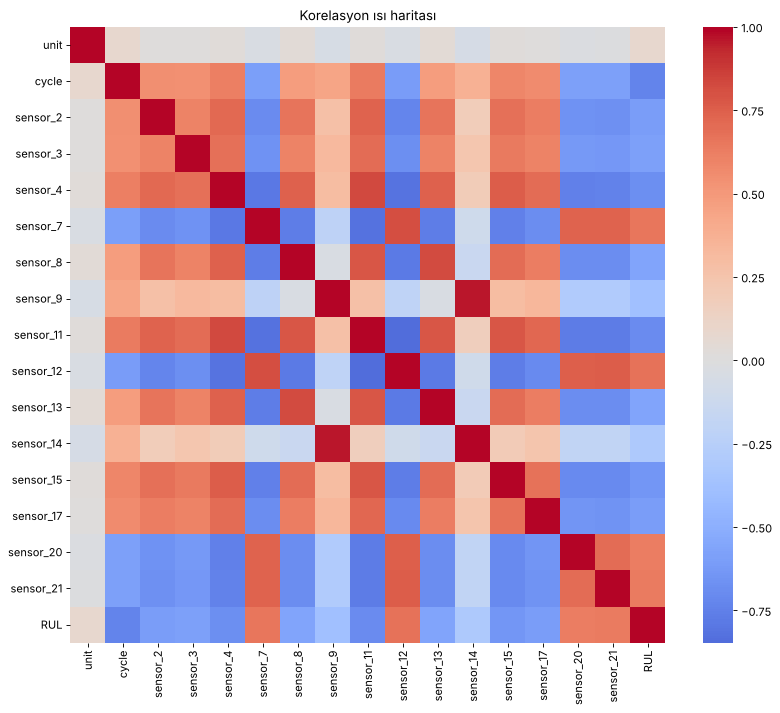 Korelasyon ısı haritası
unit
cycle
sensor_2
sensor_3
sensor_4
sensor_7
sensor_8
sensor_9
sensor_11
sensor_12
sensor_13
sensor_14
sensor_15
sensor_17
sensor_20
sensor_21
RUL
unit
cycle
sensor_2
sensor_3
sensor_4
sensor_7
sensor_8
sensor_9
sensor_11
sensor_12
sensor_13
sensor_14
sensor_15
sensor_17
sensor_20
sensor_21
RUL
1.00
0.75
0.50
0.25
0.00
−0.25
−0.50
−0.75